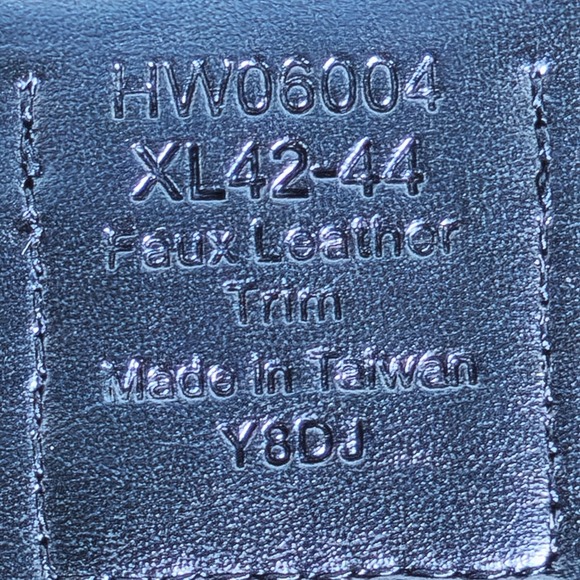 HW06004
XL42-44
Faux Leather
Trim
Made in Taiwan
Y8DJ